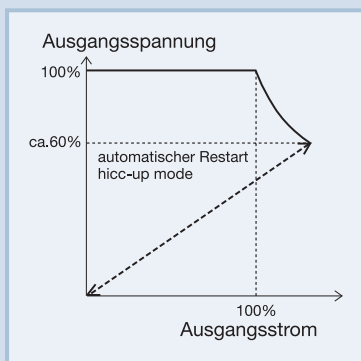 Ausgangsspannung
100%
ca.60%
automatischer Restart
hicc-up mode
100%
Ausgangsstrom